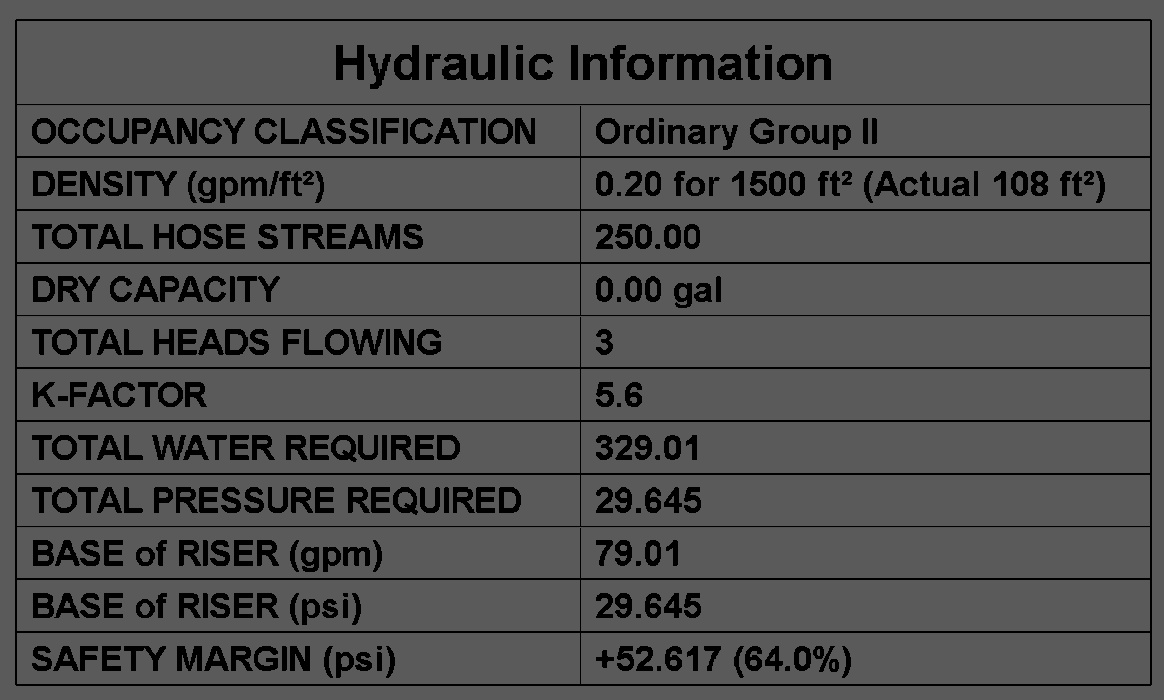 Hydraulic Information
OCCUPANCY CLASSIFICATION Ordinary Group II
DENSITY (gpm/ft²) 0.20 for 1500 ft² (Actual 108 ft²)
TOTAL HOSE STREAMS 250.00
DRY CAPACITY 0.00 gal
TOTAL HEADS FLOWING 3
K-FACTOR 5.6
TOTAL WATER REQUIRED 329.01
TOTAL PRESSURE REQUIRED 29.645
BASE of RISER (gpm) 79.01
BASE of RISER (psi) 29.645
SAFETY MARGIN (psi) +52.617 (64.0%)